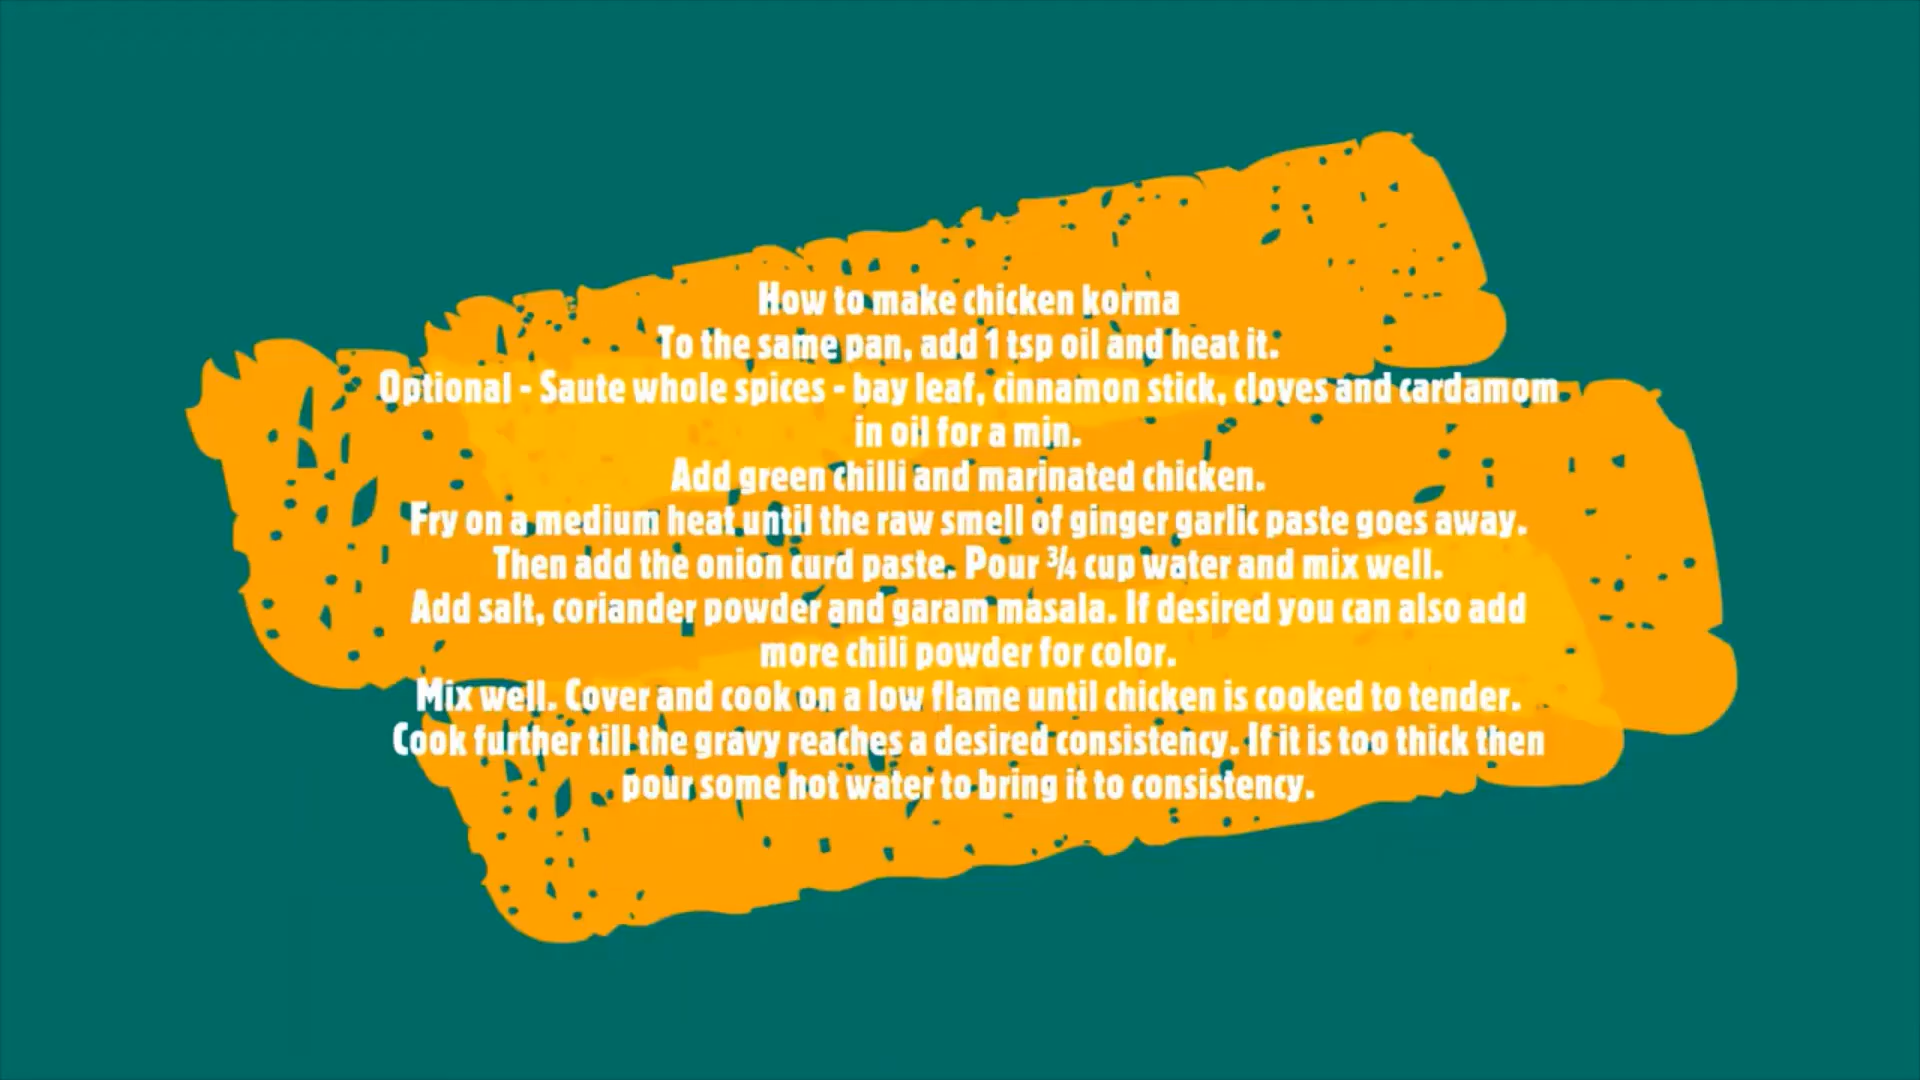 How to make chicken korma
To the same pan, add 1 tsp oil and heat it.
Optional - Saute whole spices - bay leaf, cinnamon stick, cloves and cardamom
in oil for a min.
Add green chilli and marinated chicken.
Fry on a medium heat until the raw smell of ginger garlic paste goes away.
Then add the onion curd paste. Pour ¾ cup water and mix well.
Add salt, coriander powder and garam masala. If desired you can also add
more chili powder for color.
Mix well. Cover and cook on a low flame until chicken is cooked to tender.
Cook further till the gravy reaches a desired consistency. If it is too thick then
pour some hot water to bring it to consistency.